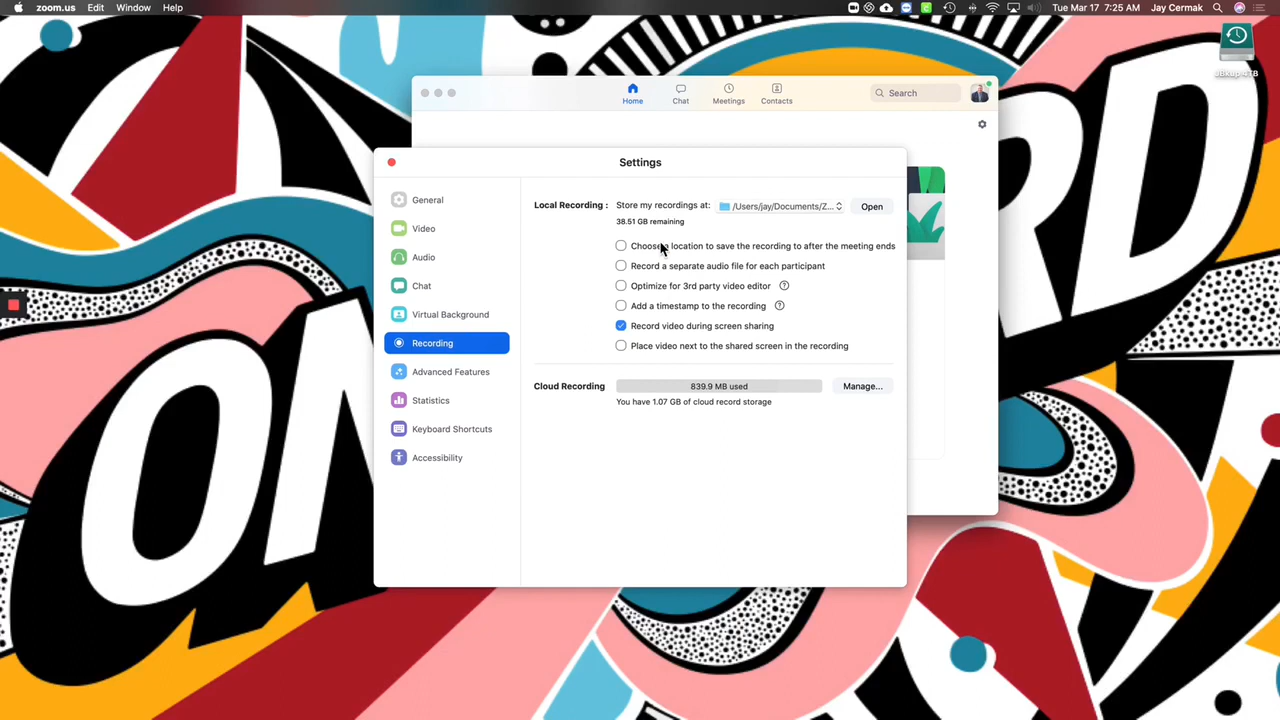 zoom.us Edit Window Help Tue Mar 17 7:25 AM Jay Cermak
Home Chat Meetings Contacts Search
Settings
General
Video
Audio
Chat
Virtual Background
Recording
Advanced Features
Statistics
Keyboard Shortcuts
Accessibility
Local Recording : Store my recordings at: /Users/jay/Documents/Z... Open
38.51 GB remaining
location to save the recording to after the meeting ends
Record a separate audio file for each participant
Optimize for 3rd party video editor ?
Add a timestamp to the recording ?
Record video during screen sharing
Place video next to the shared screen in the recording
Cloud Recording 839.9 MB used Manage...
You have 1.07 GB of cloud record storage